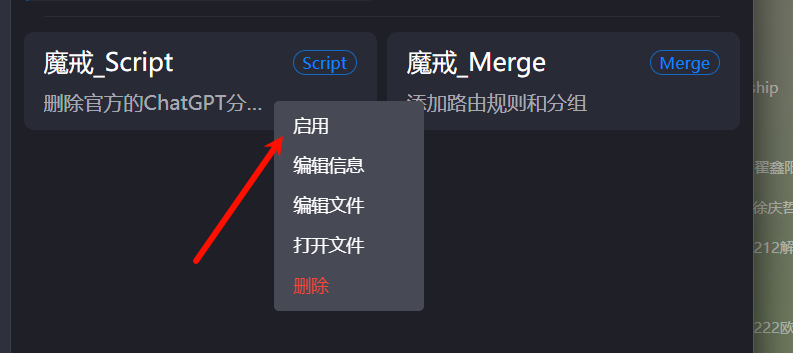 魔戒_Script
Script
魔戒_Merge
Merge
删除官方的ChatGPT分...
添加路由规则和分组
启用
编辑信息
编辑文件
打开文件
删除
ship
翟鑫阳
徐庆哲
212解
222欧